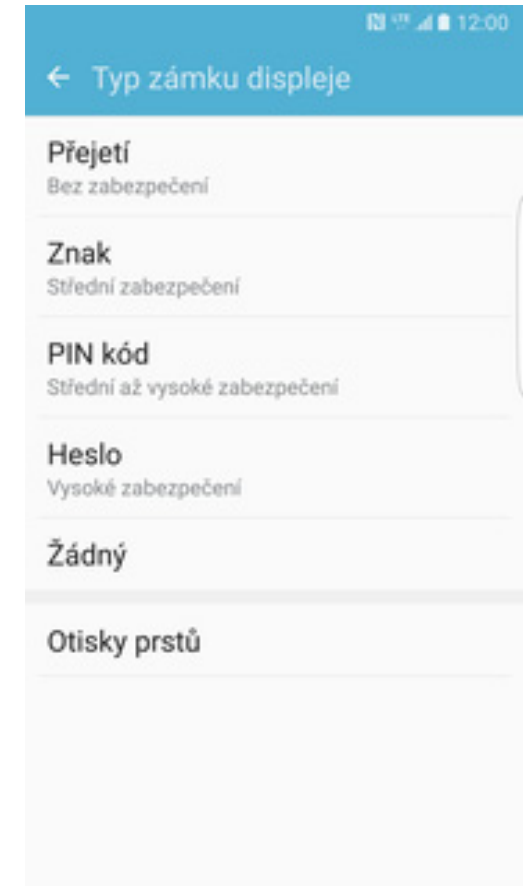 12:00
Typ zámku displeje
Přejetí
Bez zabezpečení
Znak
Střední zabezpečení
PIN kód
Střední až vysoké zabezpečení
Heslo
Vysoké zabezpečení
Žádný
Otisky prstů